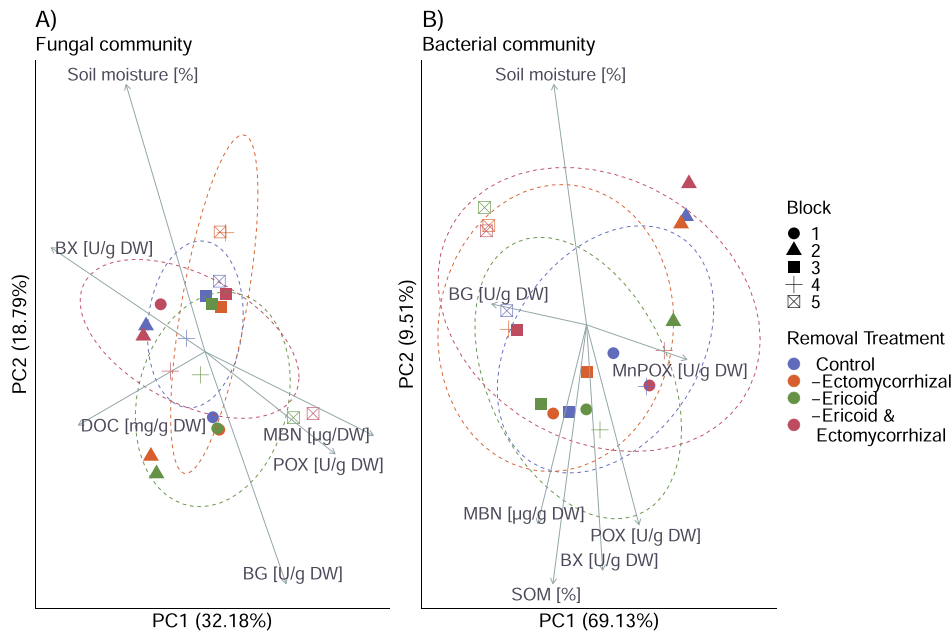 A)
Fungal community
Soil moisture [%]
BX [U/g DW]
DOC [mg/g DW]
MBN [µg/DW]
POX [U/g DW]
BG [U/g DW]
PC2 (18.79%)
PC1 (32.18%)
B)
Bacterial community
Soil moisture [%]
BG [U/g DW]
MnPOX [U/g DW]
MBN [µg/g DW]
POX [U/g DW]
BX [U/g DW]
SOM [%]
PC2 (9.51%)
PC1 (69.13%)
Block
1
2
3
4
5
Removal Treatment
Control
−Ectomycorrhizal
−Ericoid
−Ericoid &
Ectomycorrhizal